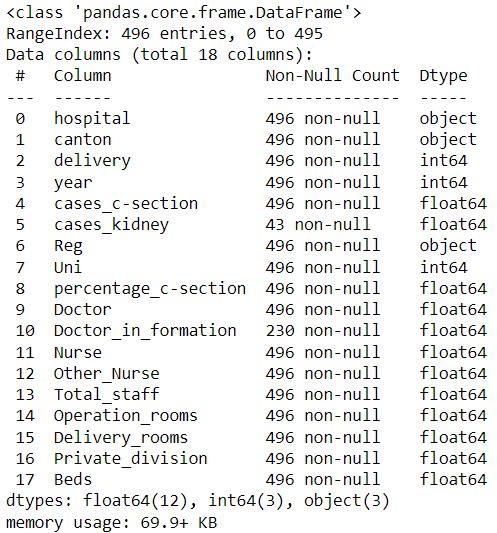 <class 'pandas.core.frame.DataFrame'>
RangeIndex: 496 entries, 0 to 495
Data columns (total 18 columns):
 #   Column                Non-Null Count  Dtype
---  ------                --------------  -----
 0   hospital              496 non-null    object
 1   canton                496 non-null    object
 2   delivery              496 non-null    int64
 3   year                  496 non-null    int64
 4   cases_c-section       496 non-null    float64
 5   cases_kidney          43 non-null     float64
 6   Reg                   496 non-null    object
 7   Uni                   496 non-null    int64
 8   percentage_c-section  496 non-null    float64
 9   Doctor                496 non-null    float64
 10  Doctor_in_formation   230 non-null    float64
 11  Nurse                 496 non-null    float64
 12  Other_Nurse           496 non-null    float64
 13  Total_staff           496 non-null    float64
 14  Operation_rooms       496 non-null    float64
 15  Delivery_rooms        496 non-null    float64
 16  Private_division      496 non-null    float64
 17  Beds                  496 non-null    float64
dtypes: float64(12), int64(3), object(3)
memory usage: 69.9+ KB